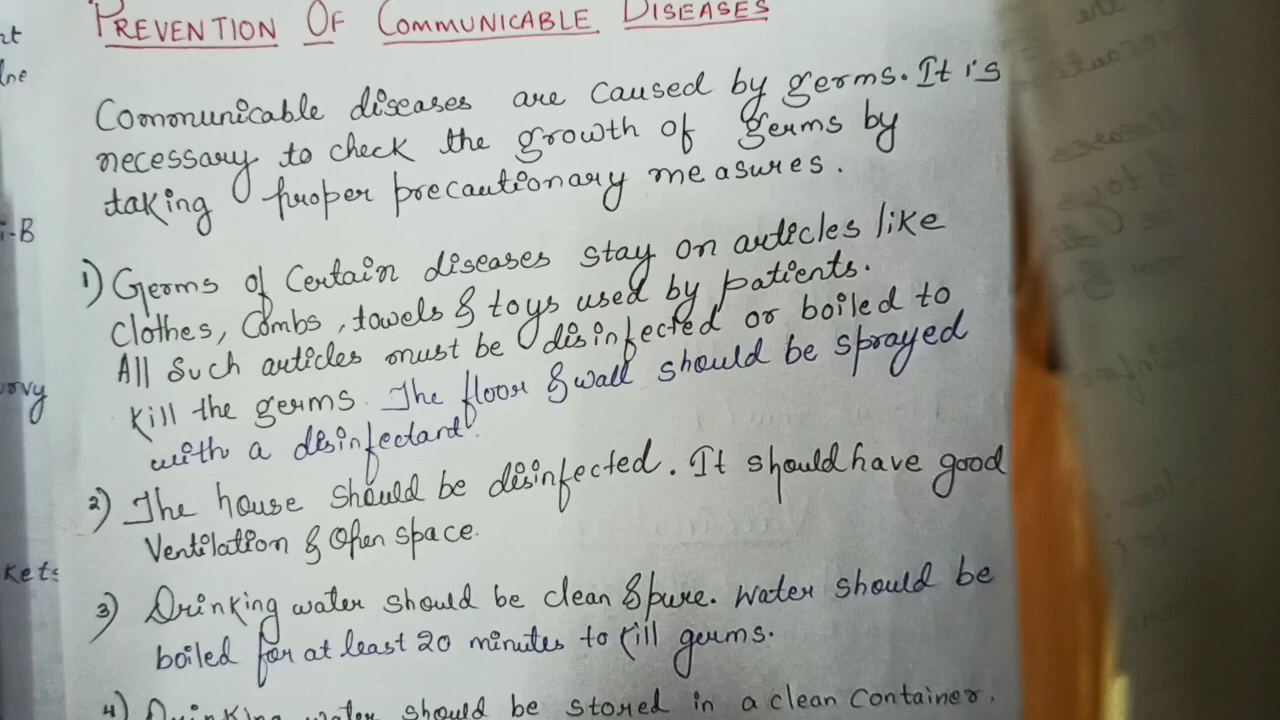 PREVENTION OF COMMUNICABLE DISEASES
Communicable diseases are caused by germs. It is
necessary to check the growth of germs by
taking proper precautionary measures.
1) Germs of Certain diseases stay on articles like
Clothes, Combs, towels & toys used by patients.
All Such articles must be disinfected or boiled to
Kill the germs. The floor & wall should be sprayed
with a disinfectant.
2) The house should be disinfected. It should have good
Ventilation & Open space.
3) Drinking water should be clean & pure. Water should be
boiled for at least 20 minutes to kill germs.
4) Drinking water should be stored in a clean container.
i-B